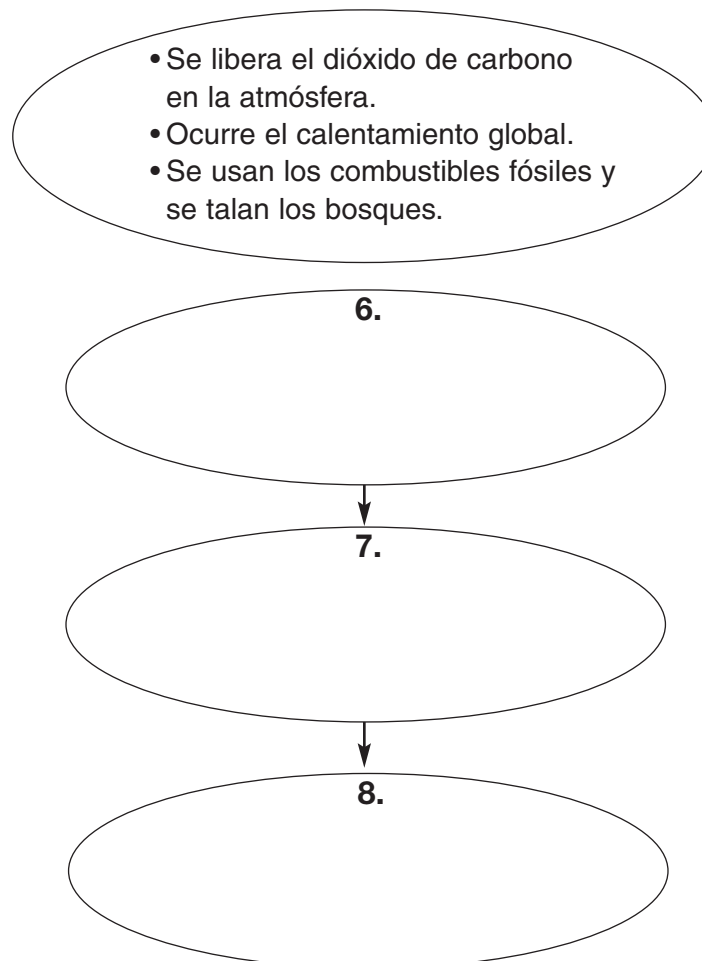 • Se libera el dióxido de carbono
en la atmósfera.
• Ocurre el calentamiento global.
• Se usan los combustibles fósiles y
se talan los bosques.
6.
7.
8.